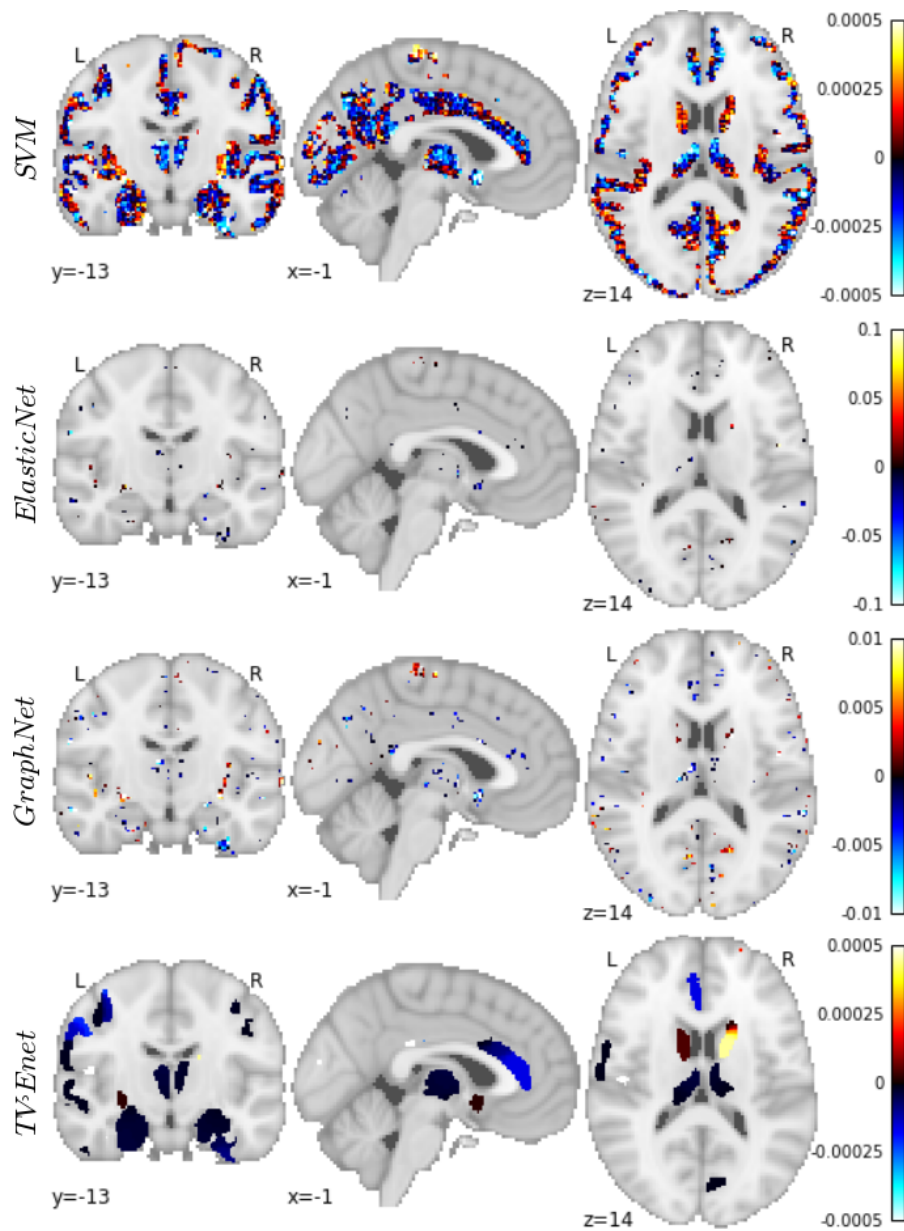 L R L R 0.0005
0.00025
SVM 0
-0.00025
y=-13 x=-1 z=14 -0.0005
L R L R 0.1
0.05
ElasticNet 0
-0.05
y=-13 x=-1 z=14 -0.1
L R L R 0.01
0.005
GraphNet 0
-0.005
y=-13 x=-1 z=14 -0.01
L R L R 0.0005
0.00025
TV-Enet 0
-0.00025
y=-13 x=-1 z=14 -0.0005